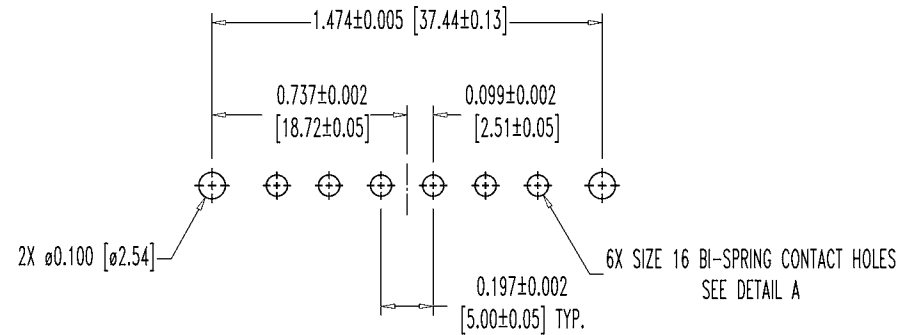 1.474±0.005 [37.44±0.13]
0.737±0.002
[18.72±0.05]
0.099±0.002
[2.51±0.05]
2X ø0.100 [ø2.54]
6X SIZE 16 BI-SPRING CONTACT HOLES
SEE DETAIL A
0.197±0.002
[5.00±0.05] TYP.